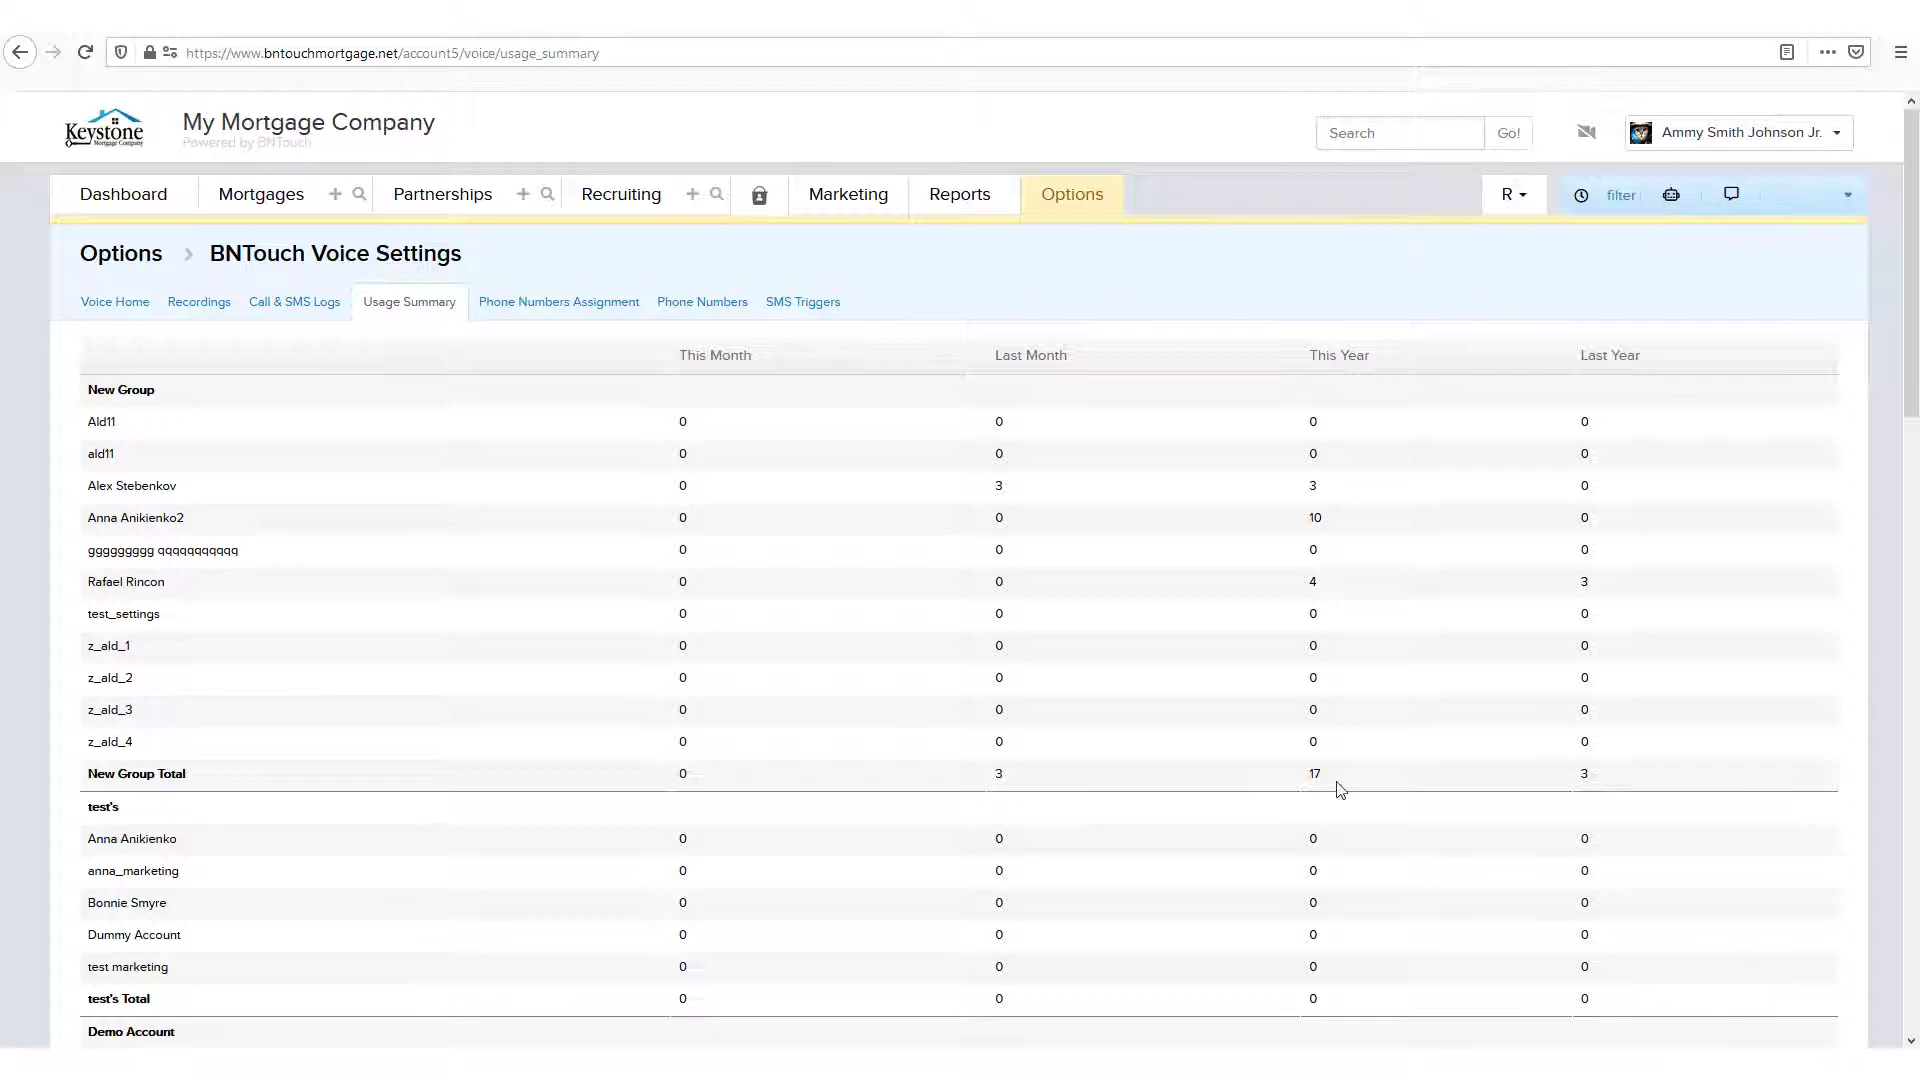 https://www.bntouchmortgage.net/account5/voice/usage_summary
Keystone
Mortgage Company
My Mortgage Company
Powered by BNTouch
Search Go! Ammy Smith Johnson Jr.
Dashboard Mortgages Partnerships Recruiting Marketing Reports Options R filter
Options > BNTouch Voice Settings
Voice Home Recordings Call & SMS Logs Usage Summary Phone Numbers Assignment Phone Numbers SMS Triggers
This Month Last Month This Year Last Year
New Group
Ald11 0 0 0 0
ald11 0 0 0 0
Alex Stebenkov 0 3 3 0
Anna Anikienko2 0 0 10 0
ggggggggg qqqqqqqqqqq 0 0 0 0
Rafael Rincon 0 0 4 3
test_settings 0 0 0 0
z_ald_1 0 0 0 0
z_ald_2 0 0 0 0
z_ald_3 0 0 0 0
z_ald_4 0 0 0 0
New Group Total 0 3 17 3
test's
Anna Anikienko 0 0 0 0
anna_marketing 0 0 0 0
Bonnie Smyre 0 0 0 0
Dummy Account 0 0 0 0
test marketing 0 0 0 0
test's Total 0 0 0 0
Demo Account